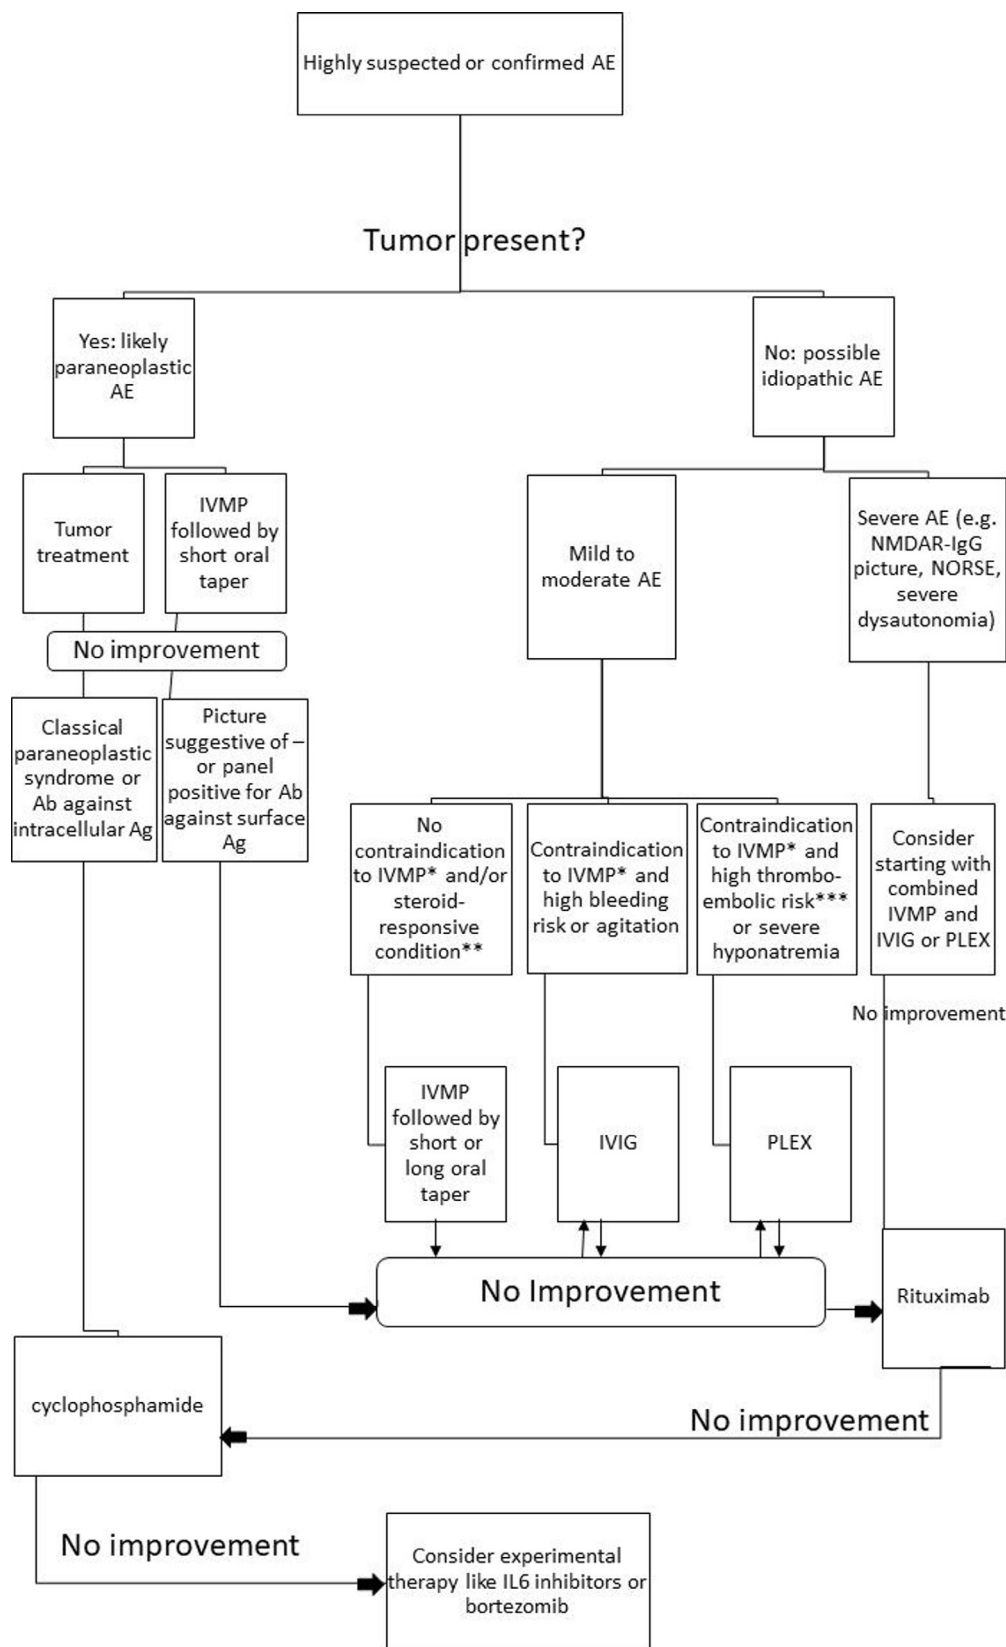 Highly suspected or confirmed AE
Tumor present?
Yes: likely
paraneoplastic
AE
No: possible
idiopathic AE
Tumor
treatment
IVMP
followed by
short oral
taper
Mild to
moderate AE
Severe AE (e.g.
NMDAR-IgG
picture, NORSE,
severe
dysautonomia)
No improvement
Classical
paraneoplastic
syndrome or
Ab against
intracellular Ag
Picture
suggestive of –
or panel
positive for Ab
against surface
Ag
No
contraindication
to IVMP* and/or
steroid-
responsive
condition**
Contraindication
to IVMP* and
high bleeding
risk or agitation
Contraindication
to IVMP* and
high thrombo-
embolic risk***
or severe
hyponatremia
Consider
starting with
combined
IVMP and
IVIG or PLEX
No improvement
IVMP
followed by
short or
long oral
taper
IVIG
PLEX
No Improvement
Rituximab
cyclophosphamide
No improvement
No improvement
Consider experimental
therapy like IL6 inhibitors or
bortezomib